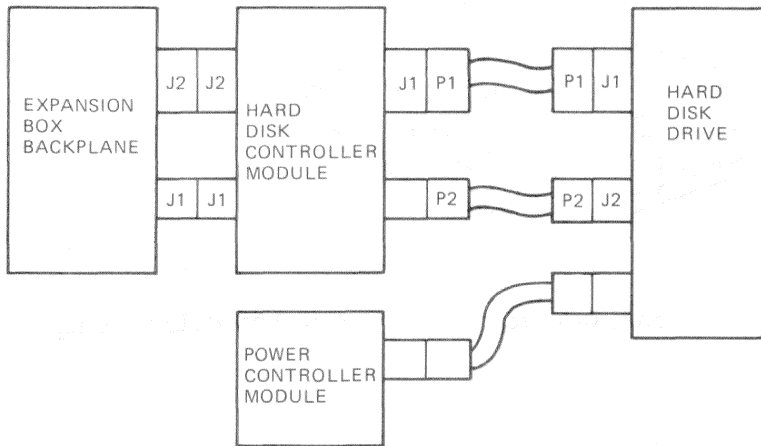 EXPANSION
BOX
BACKPLANE
J2 J2
J1 J1
HARD
DISK
CONTROLLER
MODULE
J1 P1
P2
P1 J1
P2 J2
HARD
DISK
DRIVE
POWER
CONTROLLER
MODULE